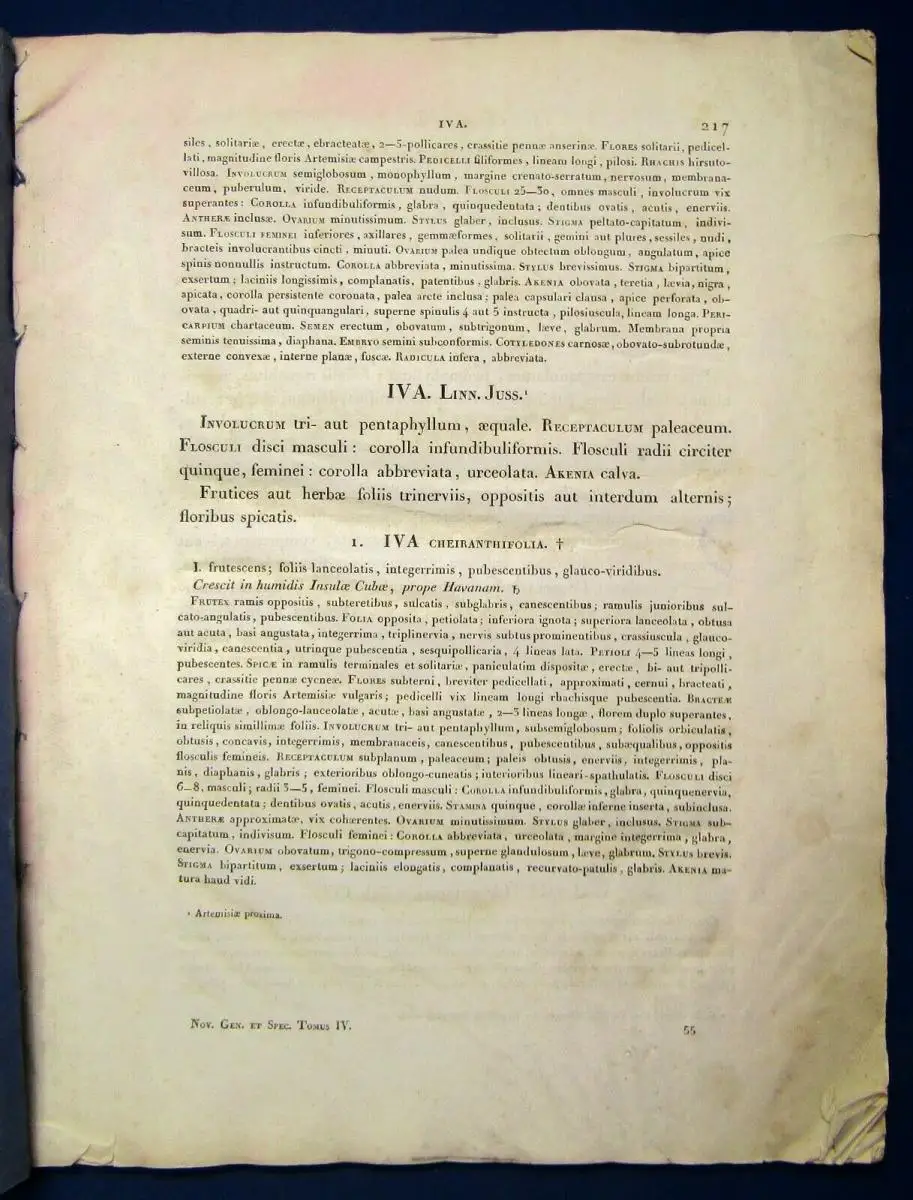 IVA. 217
siles, solitariæ, erectæ, ebracteatæ, 2—3-pollicares, crassitie pennæ anserinæ. Flores solitarii, pedicel-
lati, magnitudine floris Artemisiæ campestris. Pedicelli filiformes, lineam longi, pilosi. Rhachis hirsuto-
villosa. Involucrum semiglobosum, monophyllum, margine crenato-serratum, nervosum, membrana-
ceum, puberulum, viride. Receptaculum nudum. Flosculi 25—30, omnes masculi, involucrum vix
superantes: Corolla infundibuliformis, glabra, quinquedentata; dentibus ovatis, acutis, enerviis.
Antheræ inclusæ. Ovarium minutissimum. Stylus glaber, inclusus. Stigma peltato-capitatum, indivi-
sum. Flosculi feminei inferiores, axillares, gemmæformes, solitarii, gemini aut plures, sessiles, nudi,
bracteis involucrantibus cincti, minuti. Ovarium palea undique obtectum oblongum, angulatum, apice
spinis nonnullis instructum. Corolla abbreviata, minutissima. Stylus brevissimus. Stigma bipartitum,
exsertum; laciniis longissimis, complanatis, patentibus, glabris. Akenia obovata, teretia, lævia, nigra,
apicata, corolla persistente coronata, palea arcte inclusa; palea capsulari clausa, apice perforata, ob-
ovata, quadri- aut quinquangulari, superne spinulis 4 aut 5 instructa, pilosiuscula, lineam longa. Peri-
carpium chartaceum. Semen erectum, obovatum, subtrigonum, læve, glabrum. Membrana propria
seminis tenuissima, diaphana. Embryo semini subconformis. Cotyledones carnosæ, obovato-subrotundæ,
externe convexæ, interne planæ, fuscæ. Radicula infera, abbreviata.
IVA. Linn. Juss.¹
Involucrum tri- aut pentaphyllum, æquale. Receptaculum paleaceum.
Flosculi disci masculi: corolla infundibuliformis. Flosculi radii circiter
quinque, feminei: corolla abbreviata, urceolata. Akenia calva.
Frutices aut herbæ foliis trinerviis, oppositis aut interdum alternis;
floribus spicatis.
1. IVA cheiranthifolia. †
I. frutescens; foliis lanceolatis, integerrimis, pubescentibus, glauco-viridibus.
Crescit in humidis Insulæ Cubæ, prope Havanam. ♄
Frutex ramis oppositis, subteretibus, sulcatis, subglabris, canescentibus; ramulis junioribus sul-
cato-angulatis, pubescentibus. Folia opposita, petiolata; inferiora ignota; superiora lanceolata, obtusa
aut acuta, basi angustata, integerrima, triplinervia, nervis subtus prominentibus, crassiuscula, glauco-
viridia, canescentia, utrinque pubescentia, sesquipollicaria, 4 lineas lata. Petioli 4—5 lineas longi,
pubescentes. Spicæ in ramulis terminales et solitariæ, paniculatim dispositæ, erectæ, bi- aut tripolli-
cares, crassitie pennæ cycneæ. Flores subterni, breviter pedicellati, approximati, cernui, bracteati,
magnitudine floris Artemisiæ vulgaris; pedicelli vix lineam longi rhachisque pubescentia. Bracteæ
subpetiolatæ, oblongo-lanceolatæ, acutæ, basi angustatæ, 2—3 lineas longæ, florem duplo superantes,
in reliquis simillimæ foliis. Involucrum tri- aut pentaphyllum, subsemiglobosum; foliolis orbiculatis,
obtusis, concavis, integerrimis, membranaceis, canescentibus, pubescentibus, subæqualibus, oppositis
flosculis femineis. Receptaculum subplanum, paleaceum; paleis obtusis, enerviis, integerrimis, pla-
nis, diaphanis, glabris; exterioribus oblongo-cuneatis; interioribus lineari-spathulatis. Flosculi disci
6—8, masculi; radii 3—5, feminei. Flosculi masculi: Corolla infundibuliformis, glabra, quinquenervia,
quinquedentata; dentibus ovatis, acutis, enerviis. Stamina quinque, corollæ inferne inserta, subinclusa.
Antheræ approximatæ, vix cohærentes. Ovarium minutissimum. Stylus glaber, inclusus. Stigma sub-
capitatum, indivisum. Flosculi feminei: Corolla abbreviata, urceolata, margine integerrima, glabra,
enervia. Ovarium obovatum, trigono-compressum, superne glandulosum, læve, glabrum. Stylus brevis.
Stigma bipartitum, exsertum; laciniis elongatis, complanatis, recurvato-patulis, glabris. Akenia ma-
tura haud vidi.
¹ Artemisiæ proxima.
Nov. Gen. et Spec. Tomus IV. 55